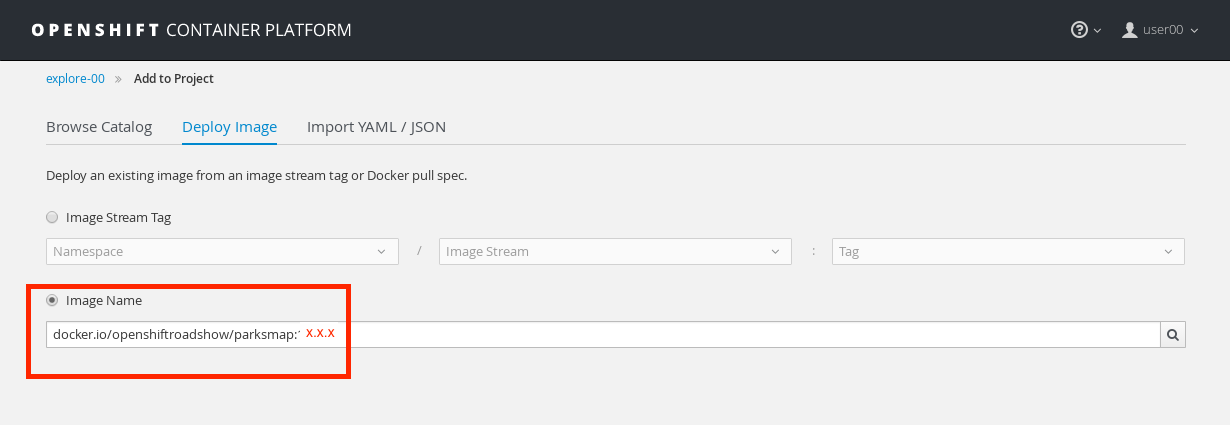 OPENSHIFT CONTAINER PLATFORM
user00
explore-00 » Add to Project
Browse Catalog Deploy Image Import YAML / JSON
Deploy an existing image from an image stream tag or Docker pull spec.
Image Stream Tag
Namespace / Image Stream : Tag
Image Name
docker.io/openshiftroadshow/parksmap: X.X.X